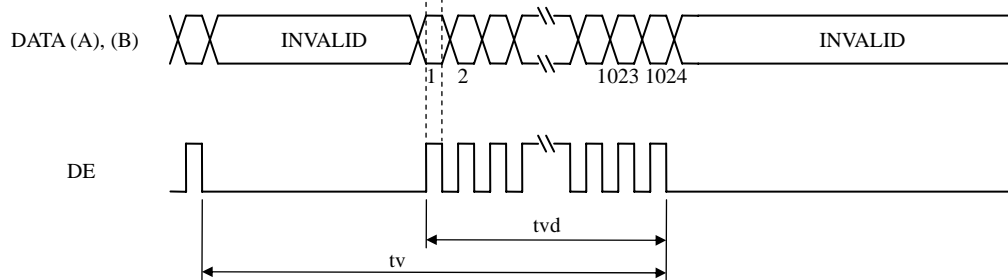 DATA (A), (B)
INVALID
INVALID
1 2 1023 1024
DE
tvd
tv